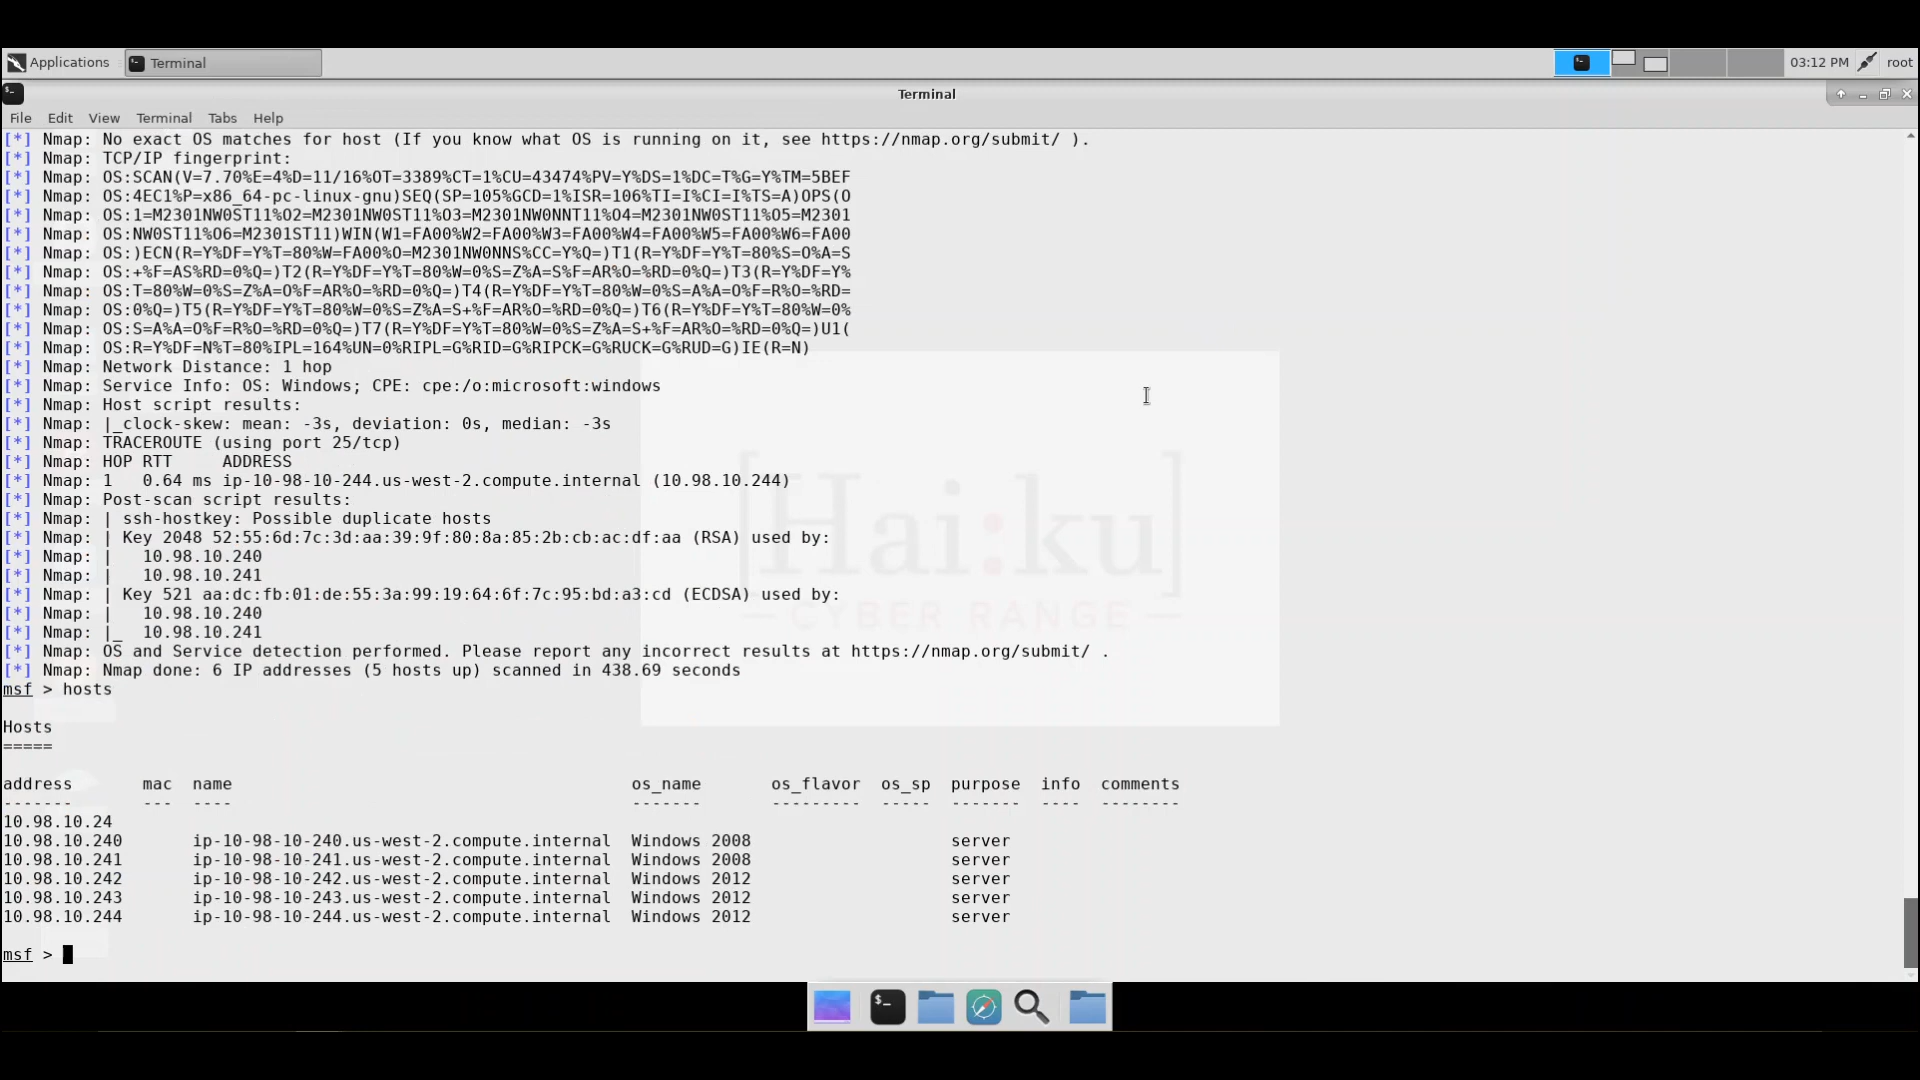 Applications
Terminal
03:12 PM
root
Terminal
File Edit View Terminal Tabs Help
[*] Nmap: No exact OS matches for host (If you know what OS is running on it, see https://nmap.org/submit/ ).
[*] Nmap: TCP/IP fingerprint:
[*] Nmap: OS:SCAN(V=7.70%E=4%D=11/16%OT=3389%CT=1%CU=43474%PV=Y%DS=1%DC=T%G=Y%TM=5BEF
[*] Nmap: OS:4EC1%P=x86_64-pc-linux-gnu)SEQ(SP=105%GCD=1%ISR=106%TI=I%CI=I%TS=A)OPS(O
[*] Nmap: OS:1=M2301NW0ST11%O2=M2301NW0ST11%O3=M2301NW0NNT11%O4=M2301NW0ST11%O5=M2301
[*] Nmap: OS:NW0ST11%O6=M2301ST11)WIN(W1=FA00%W2=FA00%W3=FA00%W4=FA00%W5=FA00%W6=FA00
[*] Nmap: OS:)ECN(R=Y%DF=Y%T=80%W=FA00%O=M2301NW0NNS%CC=Y%Q=)T1(R=Y%DF=Y%T=80%S=O%A=S
[*] Nmap: OS:+%F=AS%RD=0%Q=)T2(R=Y%DF=Y%T=80%W=0%S=Z%A=S%F=AR%O=%RD=0%Q=)T3(R=Y%DF=Y%
[*] Nmap: OS:T=80%W=0%S=Z%A=O%F=AR%O=%RD=0%Q=)T4(R=Y%DF=Y%T=80%W=0%S=A%A=O%F=R%O=%RD=
[*] Nmap: OS:0%Q=)T5(R=Y%DF=Y%T=80%W=0%S=Z%A=S+%F=AR%O=%RD=0%Q=)T6(R=Y%DF=Y%T=80%W=0%
[*] Nmap: OS:S=A%A=O%F=R%O=%RD=0%Q=)T7(R=Y%DF=Y%T=80%W=0%S=Z%A=S+%F=AR%O=%RD=0%Q=)U1(
[*] Nmap: OS:R=Y%DF=N%T=80%IPL=164%UN=0%RIPL=G%RID=G%RIPCK=G%RUCK=G%RUD=G)IE(R=N)
[*] Nmap: Network Distance: 1 hop
[*] Nmap: Service Info: OS: Windows; CPE: cpe:/o:microsoft:windows
[*] Nmap: Host script results:
[*] Nmap: |_clock-skew: mean: -3s, deviation: 0s, median: -3s
[*] Nmap: TRACEROUTE (using port 25/tcp)
[*] Nmap: HOP RTT     ADDRESS
[*] Nmap: 1   0.64 ms ip-10-98-10-244.us-west-2.compute.internal (10.98.10.244)
[*] Nmap: Post-scan script results:
[*] Nmap: | ssh-hostkey: Possible duplicate hosts
[*] Nmap: | Key 2048 52:55:6d:7c:3d:aa:39:9f:80:8a:85:2b:cb:ac:df:aa (RSA) used by:
[*] Nmap: |   10.98.10.240
[*] Nmap: |   10.98.10.241
[*] Nmap: | Key 521 aa:dc:fb:01:de:55:3a:99:19:64:6f:7c:95:bd:a3:cd (ECDSA) used by:
[*] Nmap: |   10.98.10.240
[*] Nmap: |_  10.98.10.241
[*] Nmap: OS and Service detection performed. Please report any incorrect results at https://nmap.org/submit/ .
[*] Nmap: Nmap done: 6 IP addresses (5 hosts up) scanned in 438.69 seconds
[Hai:ku]
— CYBER RANGE —
msf > hosts
Hosts
=====
address       mac  name                                        os_name       os_flavor  os_sp  purpose  info  comments
-------       ---  ----                                        -------       ---------  -----  -------  ----  --------
10.98.10.24
10.98.10.240       ip-10-98-10-240.us-west-2.compute.internal  Windows 2008                    server
10.98.10.241       ip-10-98-10-241.us-west-2.compute.internal  Windows 2008                    server
10.98.10.242       ip-10-98-10-242.us-west-2.compute.internal  Windows 2012                    server
10.98.10.243       ip-10-98-10-243.us-west-2.compute.internal  Windows 2012                    server
10.98.10.244       ip-10-98-10-244.us-west-2.compute.internal  Windows 2012                    server
msf >